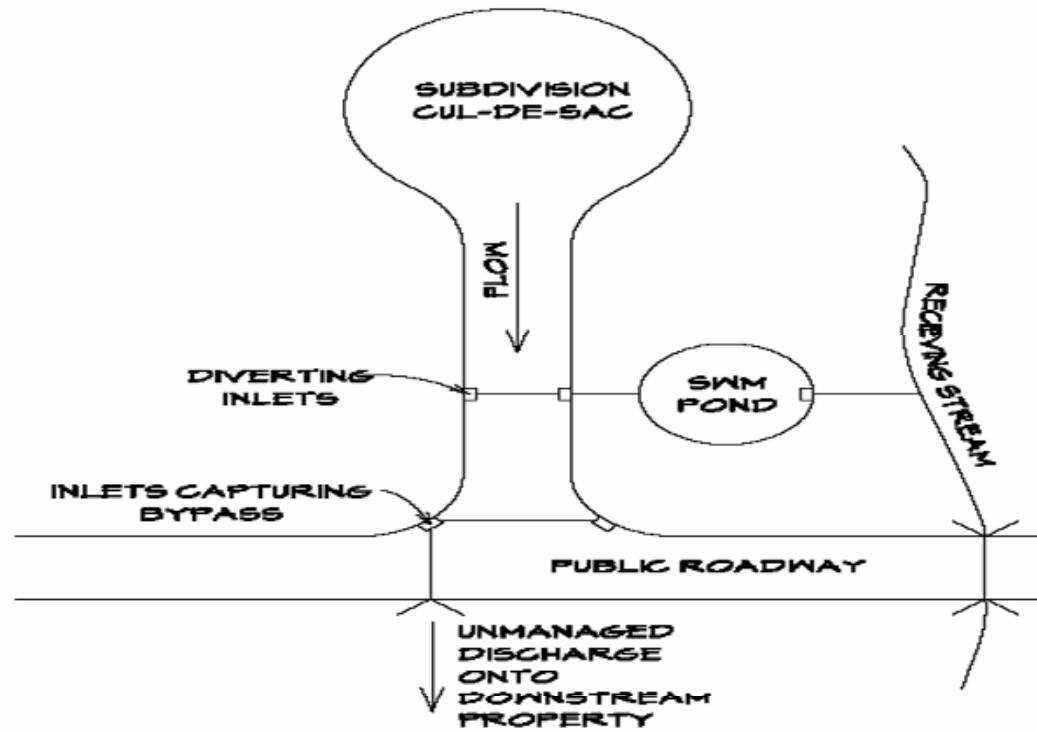 SUBDIVISION
CUL-DE-SAC
FLOW
DIVERTING
INLETS
SWM
POND
RECEIVING STREAM
INLETS CAPTURING
BYPASS
PUBLIC ROADWAY
UNMANAGED
DISCHARGE
ONTO
DOWNSTREAM
PROPERTY